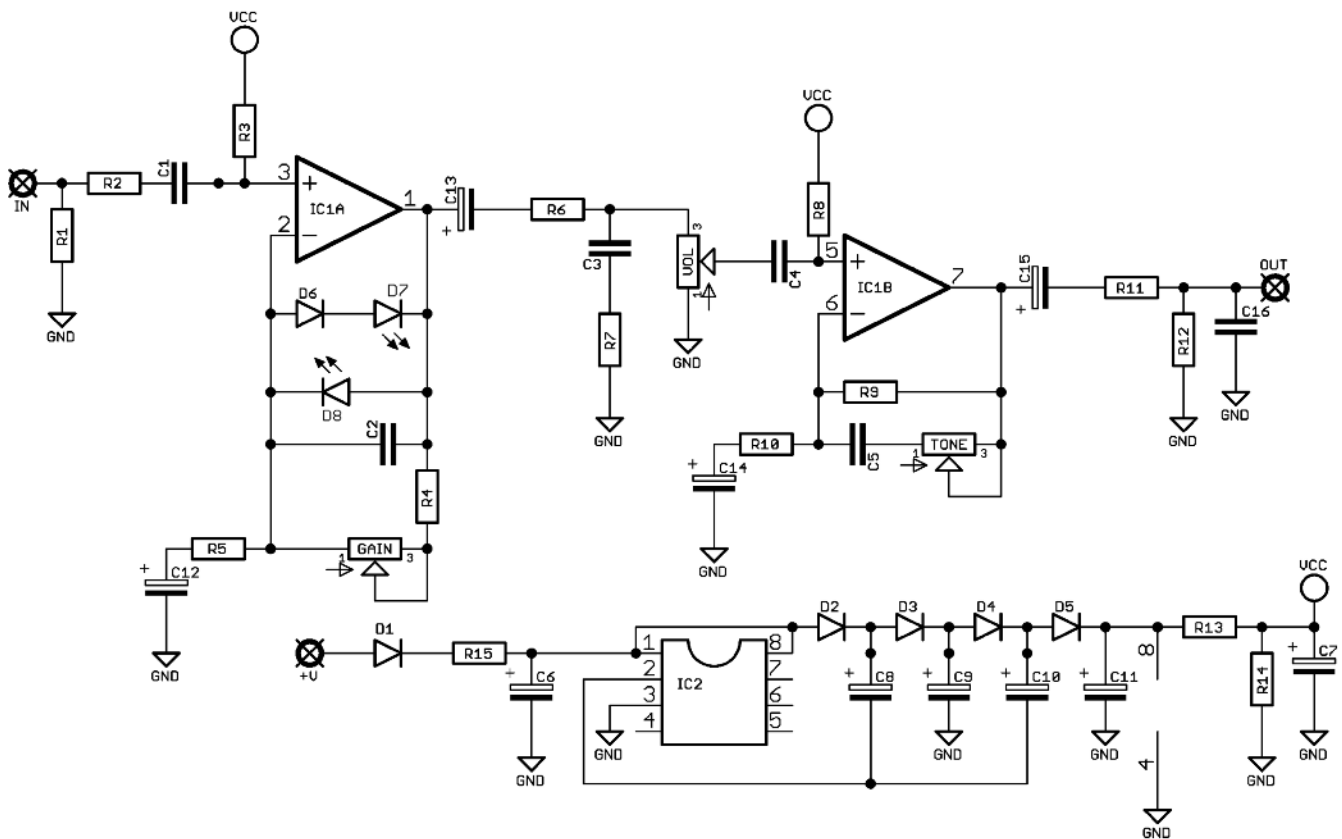 VCC
R3
IN
R2
C1
R1
GND
3
+
2
-
IC1A
1
C13
+
R6
C3
R7
GND
VOL
3
1
GND
VCC
R8
C4
5
+
6
-
IC1B
7
C15
+
R11
OUT
R12
GND
C16
GND
D6
D7
D8
C2
R4
GAIN
1
3
R5
+
C12
GND
R9
R10
C5
TONE
1
3
+
C14
GND
+V
D1
R15
+
C6
GND
1
2
3
4
IC2
8
7
6
5
GND
D2
D3
D4
D5
+
C8
+
C9
GND
+
C10
+
C11
GND
8
4
GND
R13
VCC
R14
GND
+
C7
GND